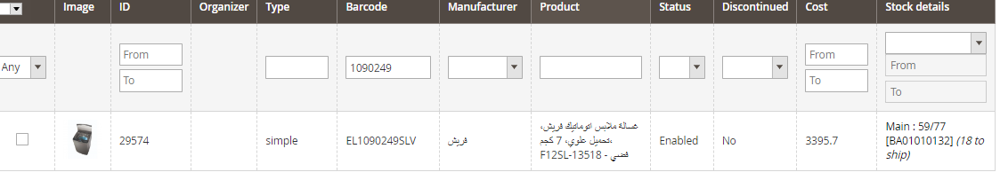 Image ID Organizer Type Barcode Manufacturer Product Status Discontinued Cost Stock details
From From From
Any 1090249
To To To
29574 simple EL1090249SLV فريش Enabled No 3395.7
غسالة ملابس اتوماتيك فريش،
تحميل علوي، 7 كجم،
فضي - F12SL-13518
Main : 59/77
[BA01010132] (18 to
ship)